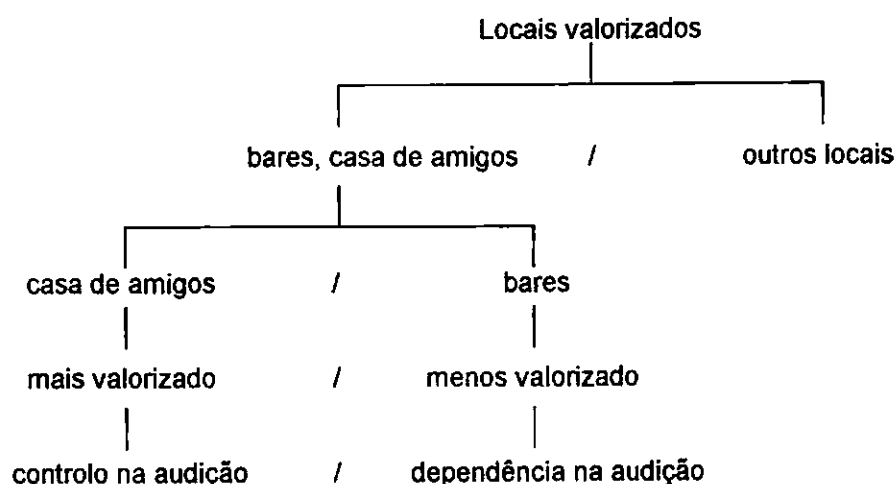 Locais valorizados
bares, casa de amigos / outros locais
casa de amigos / bares
mais valorizado / menos valorizado
controlo na audição / dependência na audição